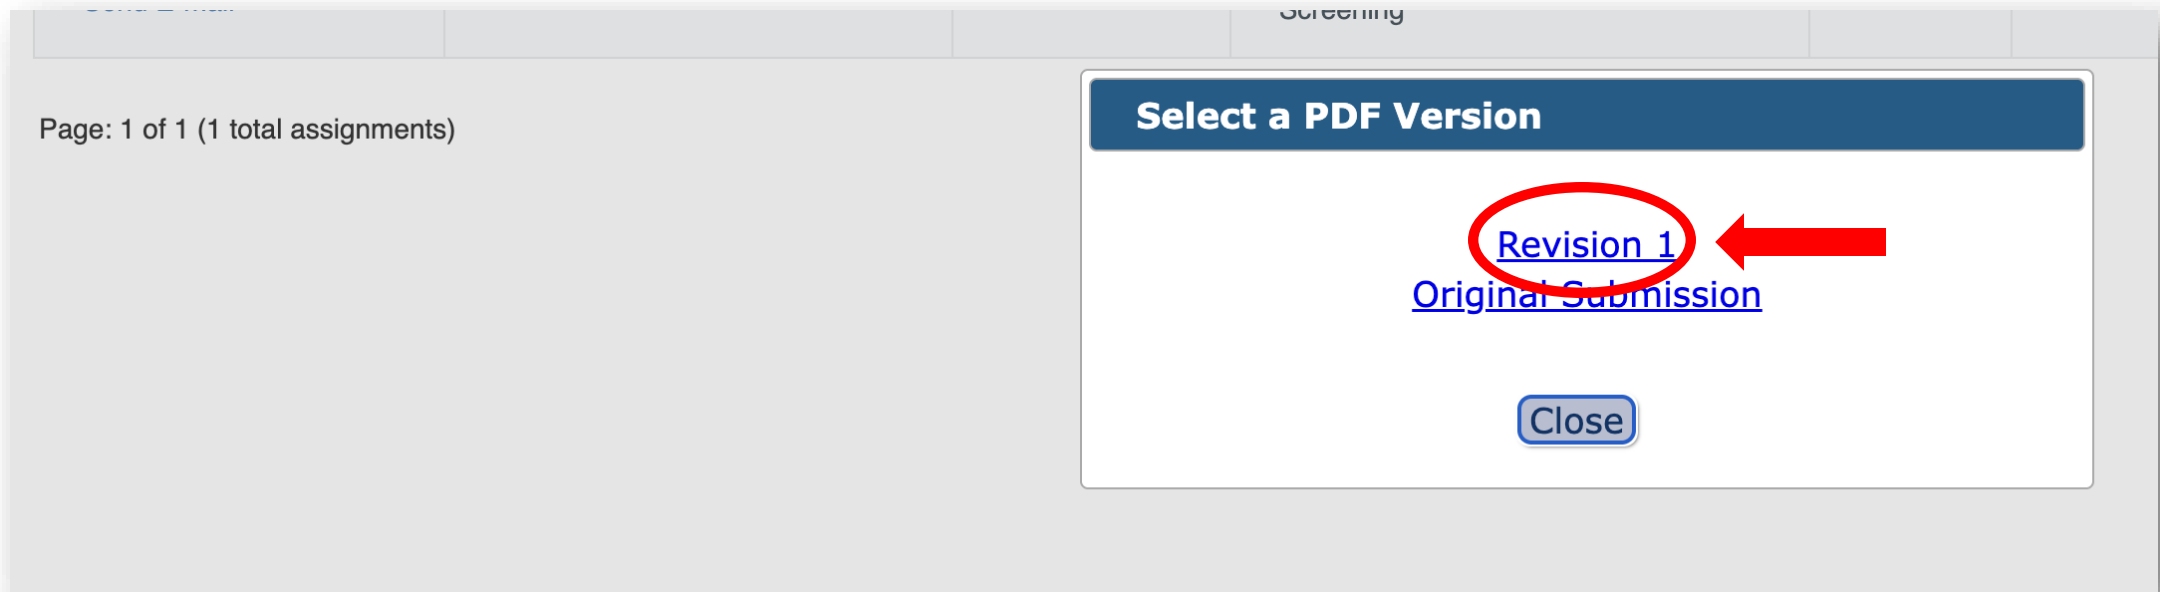 Screening
Page: 1 of 1 (1 total assignments)
Select a PDF Version
Revision 1
Original Submission
Close